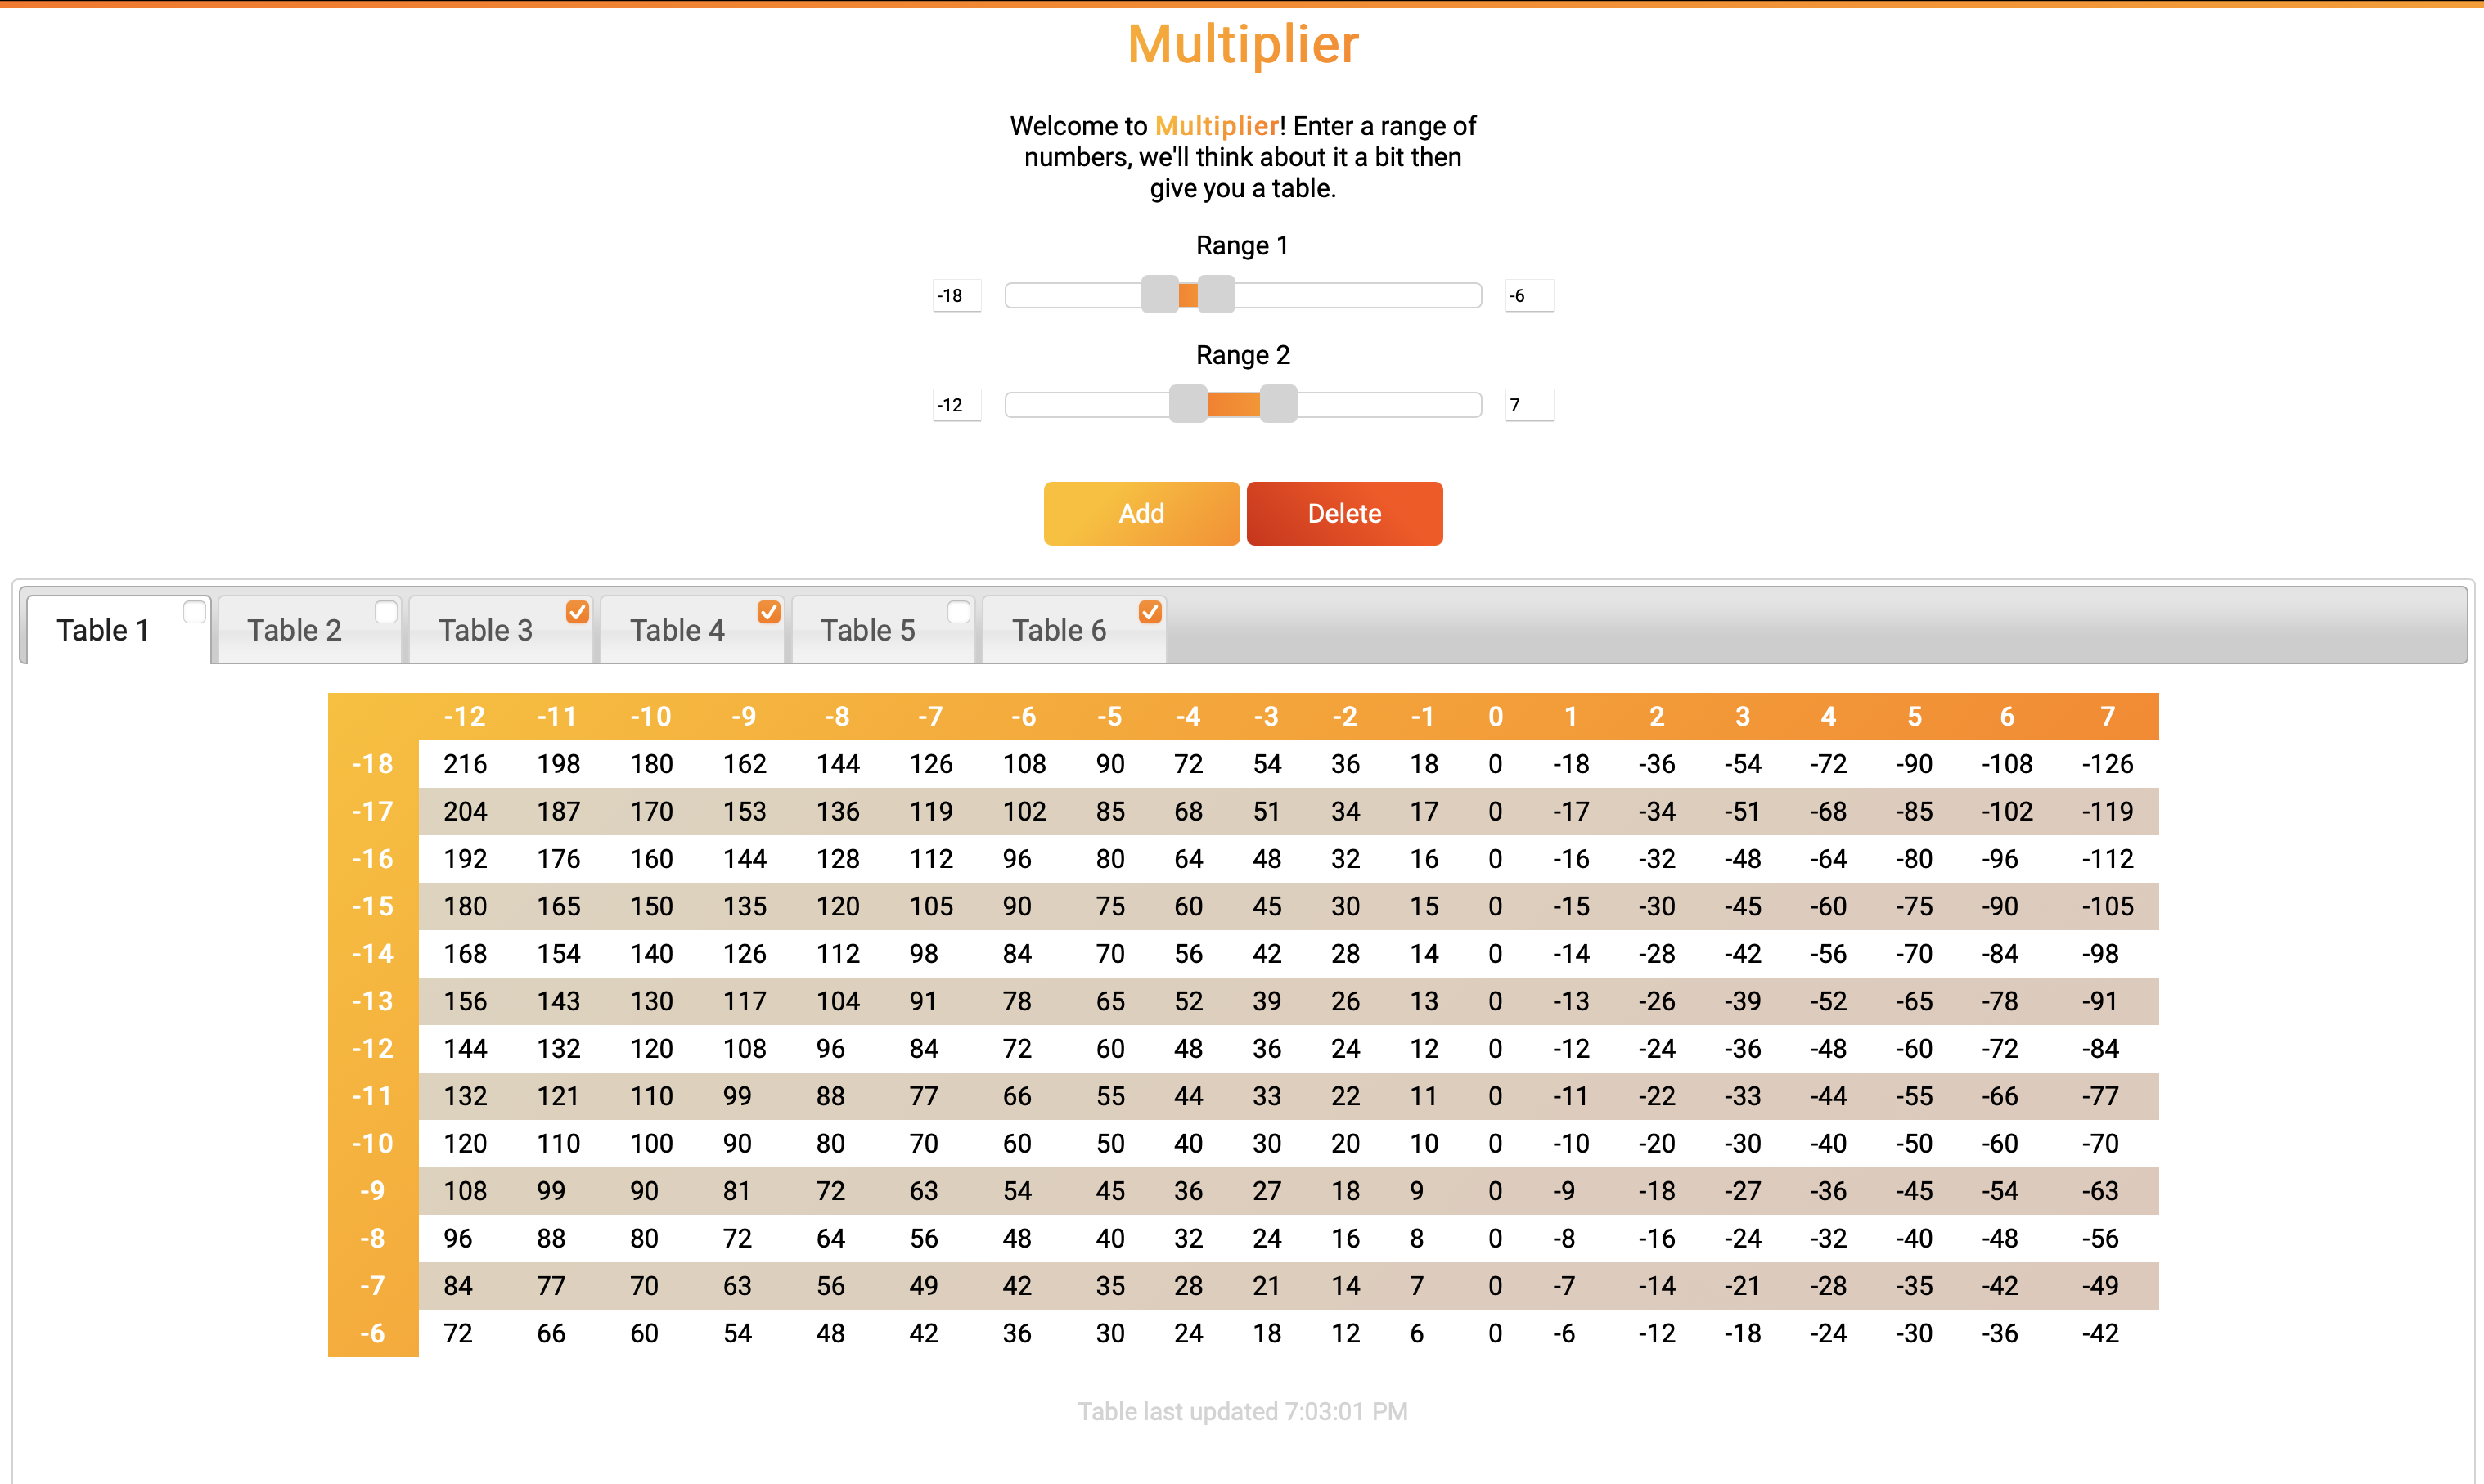 Multiplier
Welcome to Multiplier! Enter a range of
numbers, we'll think about it a bit then
give you a table.
Range 1
-18 -6
Range 2
-12 7
Add Delete
Table 1 Table 2 Table 3 Table 4 Table 5 Table 6
-12 -11 -10 -9 -8 -7 -6 -5 -4 -3 -2 -1 0 1 2 3 4 5 6 7
-18 216 198 180 162 144 126 108 90 72 54 36 18 0 -18 -36 -54 -72 -90 -108 -126
-17 204 187 170 153 136 119 102 85 68 51 34 17 0 -17 -34 -51 -68 -85 -102 -119
-16 192 176 160 144 128 112 96 80 64 48 32 16 0 -16 -32 -48 -64 -80 -96 -112
-15 180 165 150 135 120 105 90 75 60 45 30 15 0 -15 -30 -45 -60 -75 -90 -105
-14 168 154 140 126 112 98 84 70 56 42 28 14 0 -14 -28 -42 -56 -70 -84 -98
-13 156 143 130 117 104 91 78 65 52 39 26 13 0 -13 -26 -39 -52 -65 -78 -91
-12 144 132 120 108 96 84 72 60 48 36 24 12 0 -12 -24 -36 -48 -60 -72 -84
-11 132 121 110 99 88 77 66 55 44 33 22 11 0 -11 -22 -33 -44 -55 -66 -77
-10 120 110 100 90 80 70 60 50 40 30 20 10 0 -10 -20 -30 -40 -50 -60 -70
-9 108 99 90 81 72 63 54 45 36 27 18 9 0 -9 -18 -27 -36 -45 -54 -63
-8 96 88 80 72 64 56 48 40 32 24 16 8 0 -8 -16 -24 -32 -40 -48 -56
-7 84 77 70 63 56 49 42 35 28 21 14 7 0 -7 -14 -21 -28 -35 -42 -49
-6 72 66 60 54 48 42 36 30 24 18 12 6 0 -6 -12 -18 -24 -30 -36 -42
Table last updated 7:03:01 PM